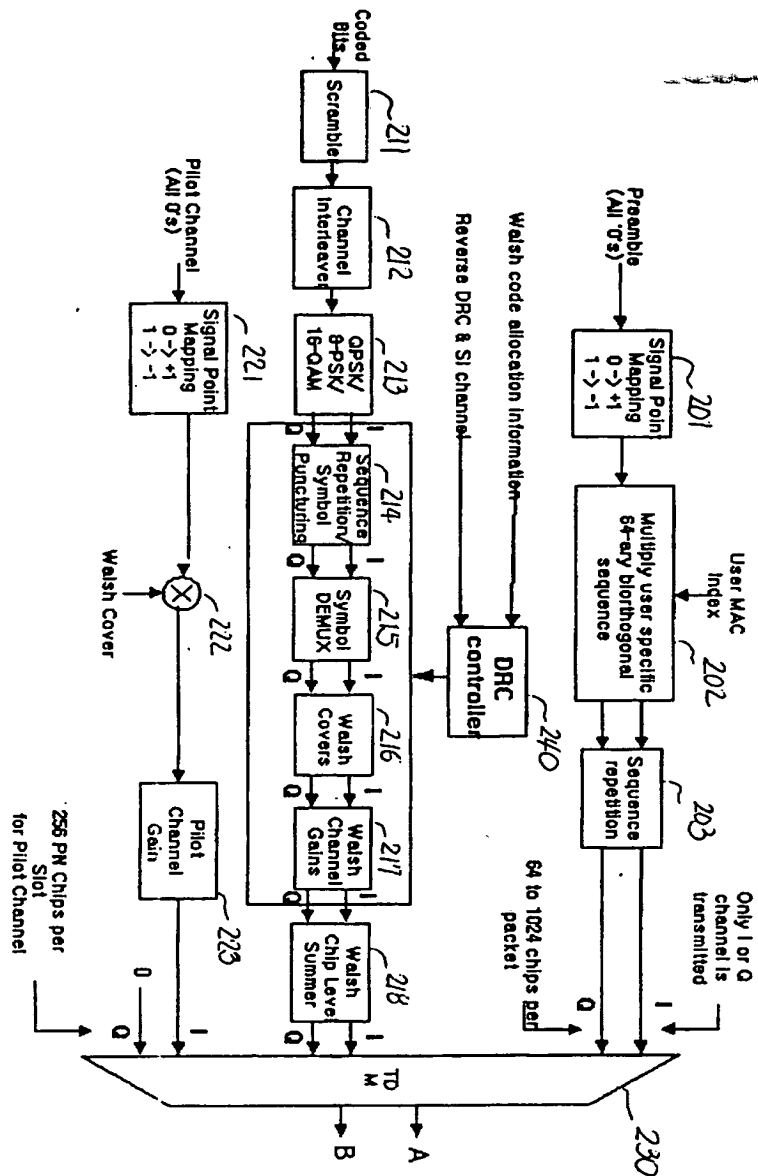 Preamble
(All '0's)
201
Signal Point
Mapping
0 -> +1
1 -> -1
User MAC
Index
Multiply user specific
64-ary biorthogonal
sequence
202
Sequence
repetition
203
Only I or Q
channel is
transmitted
64 to 1024 chips per
packet
I
Q
Walsh code allocation information
Reverse DRC & SI channel
DRC
controller
240
Coded
Bits
211
Scrambler
212
Channel
Interleaver
213
QPSK/
8-PSK/
16-QAM
I
Q
214
Sequence
Repetition/
Symbol
Puncturing
I
Q
215
Symbol
DEMUX
I
Q
216
Walsh
Covers
I
Q
217
Walsh
Channel
Gains
I
Q
218
Walsh
Chip Level
Summer
I
Q
Pilot Channel
(All 0's)
221
Signal Point
Mapping
0 -> +1
1 -> -1
X
222
Walsh Cover
Pilot
Channel
Gain
223
I
0
Q
256 PN Chips per
Slot
for Pilot Channel
TD
M
230
A
B